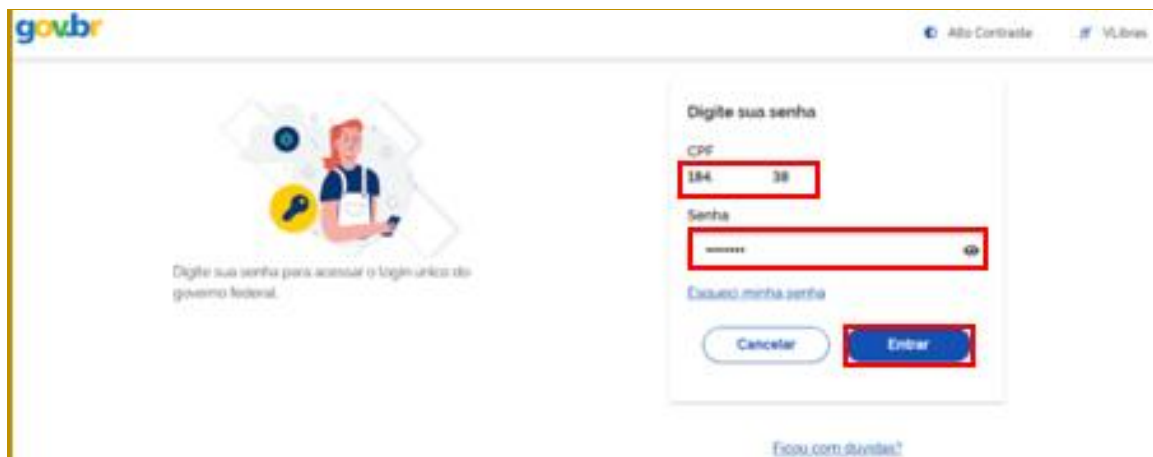 gov.br
Alto Contraste
VLibras
Digite sua senha
CPF
184. 38
Senha
Esqueci minha senha
Cancelar
Entrar
Digite sua senha para acessar o login unico do
governo federal.
Ficou com dúvidas?